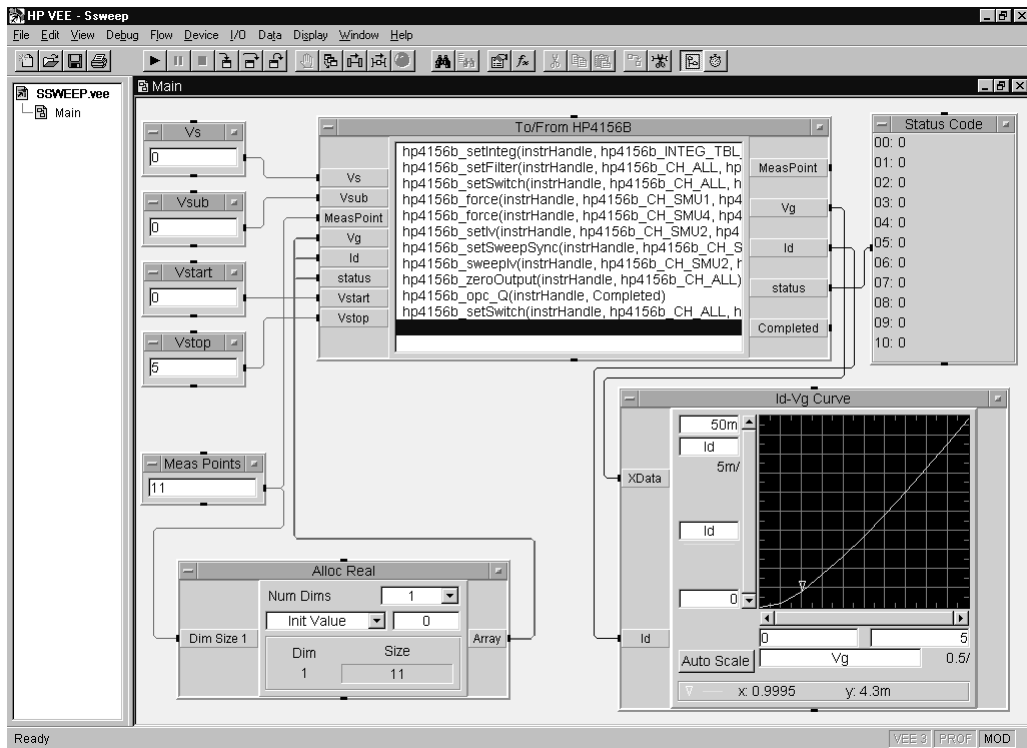 HP VEE - Ssweep
File Edit View Debug Flow Device I/O Data Display Window Help
SSWEEP.vee
Main
Main
Vs
0
Vsub
0
Vstart
0
Vstop
5
Meas Points
11
To/From HP4156B
Vs
Vsub
MeasPoint
Vg
Id
status
Vstart
Vstop
hp4156b_setInteg(instrHandle, hp4156b_INTEG_TBL_
hp4156b_setFilter(instrHandle, hp4156b_CH_ALL, hp
hp4156b_setSwitch(instrHandle, hp4156b_CH_ALL, h
hp4156b_force(instrHandle, hp4156b_CH_SMU1, hp4
hp4156b_force(instrHandle, hp4156b_CH_SMU4, hp4
hp4156b_setIv(instrHandle, hp4156b_CH_SMU2, hp4
hp4156b_setSweepSync(instrHandle, hp4156b_CH_S
hp4156b_sweepIv(instrHandle, hp4156b_CH_SMU2, h
hp4156b_zeroOutput(instrHandle, hp4156b_CH_ALL)
hp4156b_opc_Q(instrHandle, Completed)
hp4156b_setSwitch(instrHandle, hp4156b_CH_ALL, h
MeasPoint
Vg
Id
status
Completed
Status Code
00: 0
01: 0
02: 0
03: 0
04: 0
05: 0
06: 0
07: 0
08: 0
09: 0
10: 0
Alloc Real
Dim Size 1
Num Dims 1
Init Value 0
Dim Size
1 11
Array
Id-Vg Curve
XData
Id
50m
Id
5m/
Id
0
0 5
Auto Scale Vg 0.5/
x: 0.9995 y: 4.3m
Ready
VEE 3 PROF MOD